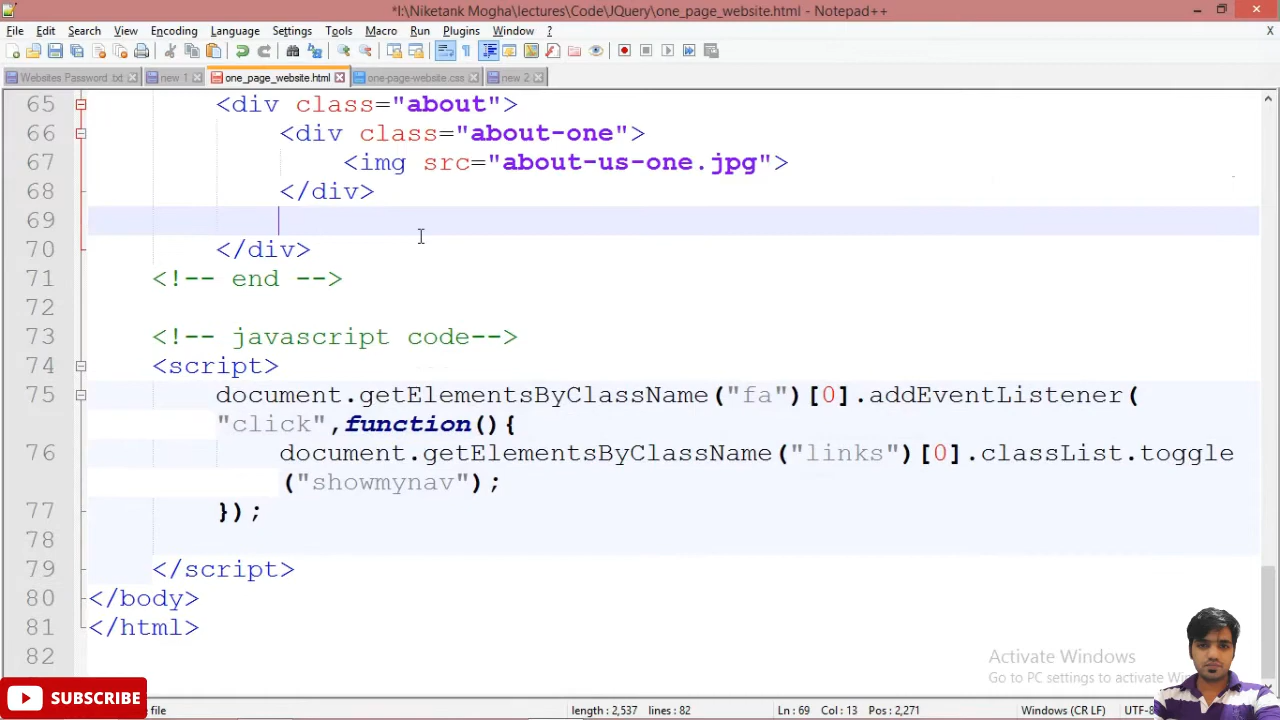 *I:\Niketank Mogha\lectures\Code\JQuery\one_page_website.html - Notepad++
File Edit Search View Encoding Language Settings Tools Macro Run Plugins Window ? X
Websites Password.txt new 1 one_page_website.html one-page-website.css new 2
65 <div class="about">
66 <div class="about-one">
67 <img src="about-us-one.jpg">
68 </div>
69
70 </div>
71 <!-- end -->
72
73 <!-- javascript code-->
74 <script>
75 document.getElementsByClassName("fa")[0].addEventListener(
"click",function(){
76 document.getElementsByClassName("links")[0].classList.toggle
("showmynav");
77 });
78
79 </script>
80 </body>
81 </html>
82
Activate Windows
Go to PC settings to activate
SUBSCRIBE
file length : 2,537 lines : 82 Ln : 69 Col : 13 Pos : 2,271 Windows (CR LF) UTF-8